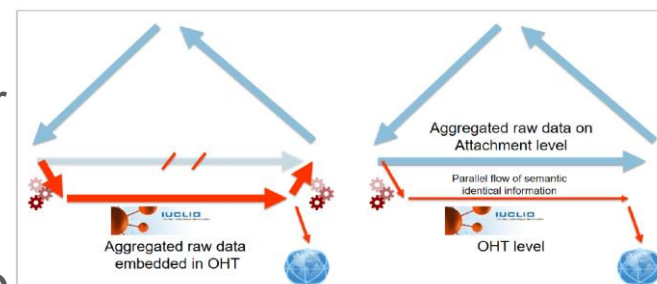 Aggregated raw data on
Attachment level
Parallel flow of semantic
identical information
IUCLID
Aggregated raw data
embedded in OHT
IUCLID
OHT level